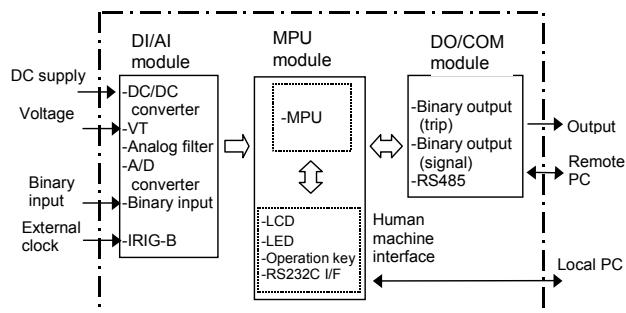 DI/AI
module
MPU
module
DO/COM
module
DC supply
Voltage
Binary
input
External
clock
-DC/DC
converter
-VT
-Analog filter
-A/D
converter
-Binary input
-IRIG-B
-MPU
-LCD
-LED
-Operation key
-RS232C I/F
Human
machine
interface
-Binary output
(trip)
-Binary output
(signal)
-RS485
Output
Remote
PC
Local PC